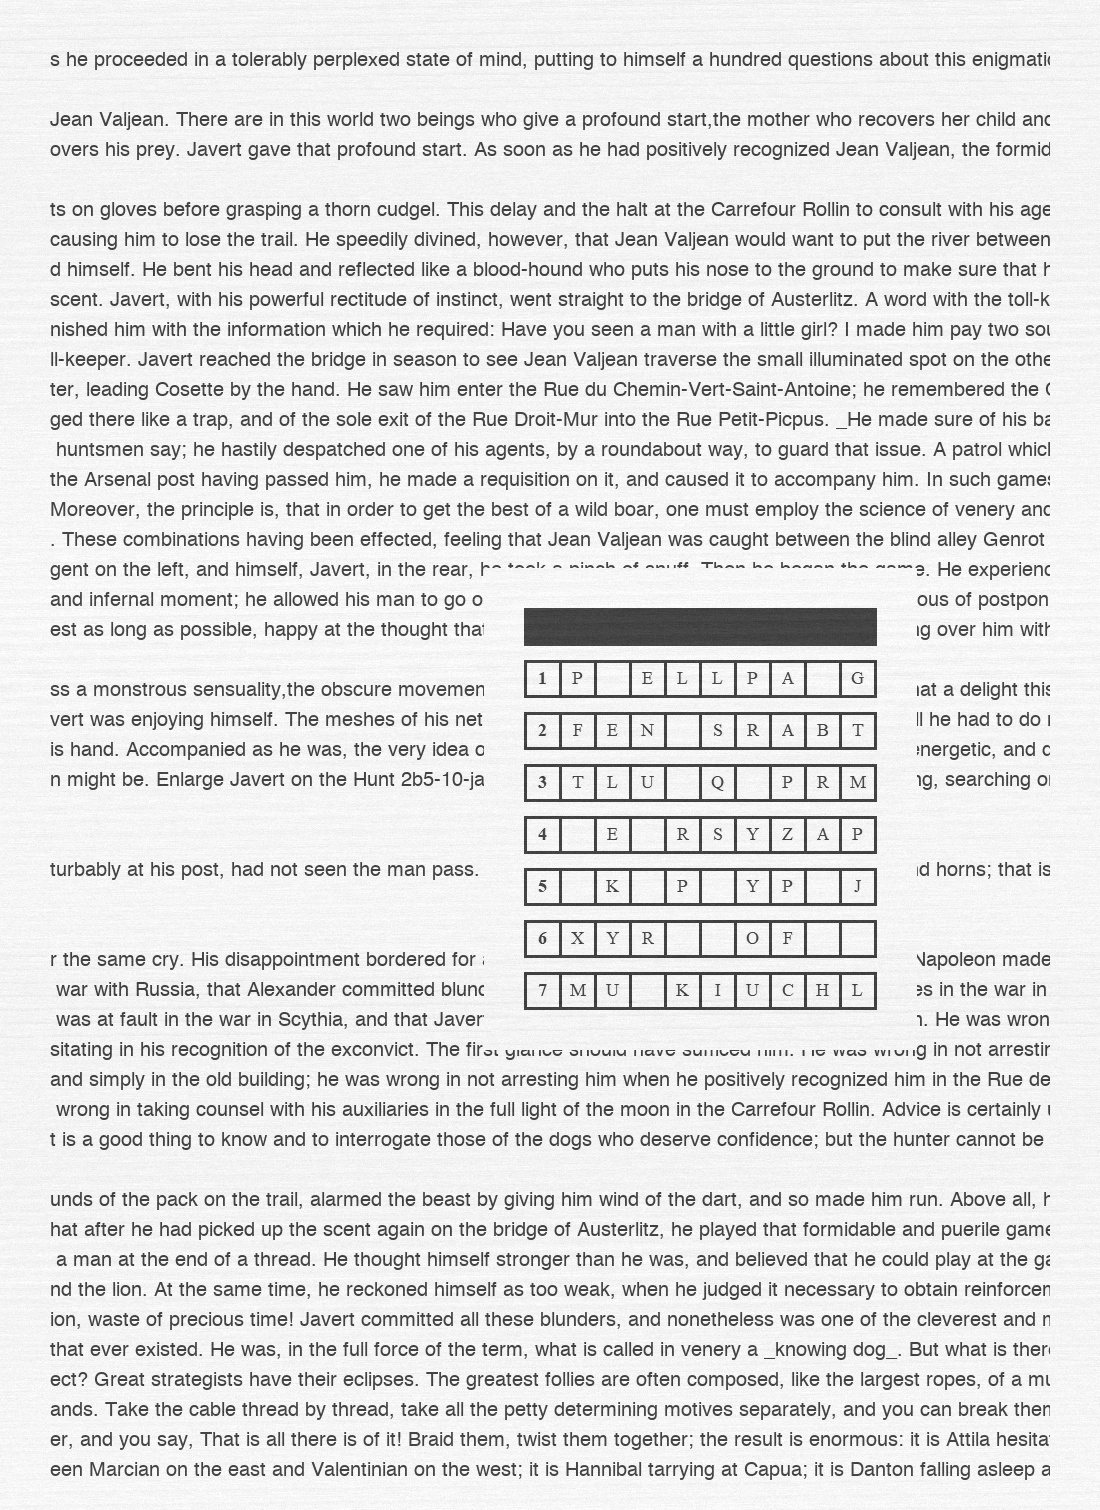 s he proceeded in a tolerably perplexed state of mind, putting to himself a hundred questions about this
Jean Valjean. There are in this world two beings who give a profound start,the mother who recovers her child and
overs his prey. Javert gave that profound start. As soon as he had positively recognized Jean Valjean, the formid
ts on gloves before grasping a thorn cudgel. This delay and the halt at the Carrefour Rollin to consult with his age
causing him to lose the trail. He speedily divined, however, that Jean Valjean would want to put the river between
d himself. He bent his head and reflected like a blood-hound who puts his nose to the ground to make sure that
scent. Javert, with his powerful rectitude of instinct, went straight to the bridge of Austerlitz. A word with the toll-k
nished him with the information which he required: Have you seen a man with a little girl? I made him pay two
ll-keeper. Javert reached the bridge in season to see Jean Valjean traverse the small illuminated spot on the othe
ter, leading Cosette by the hand. He saw him enter the Rue du Chemin-Vert-Saint-Antoine; he remembered the
ged there like a trap, and of the sole exit of the Rue Droit-Mur into the Rue Petit-Picpus. _He made sure of his ba
huntsmen say; he hastily despatched one of his agents, by a roundabout way, to guard that issue. A patrol
the Arsenal post having passed him, he made a requisition on it, and caused it to accompany him. In such games
Moreover, the principle is, that in order to get the best of a wild boar, one must employ the science of venery and
. These combinations having been effected, feeling that Jean Valjean was caught between the blind alley Genrot
gent on the left, and himself, Javert, in the rear, he took a pinch of snuff. Then he began the game. He experienc
and infernal moment; he allowed his man to go o ous of postpon
est as long as possible, happy at the thought that ng over him with
P E L L P A G
1 P E L L P A G
ss a monstrous sensuality,the obscure movemen hat a delight this
2 F E N S R A B T
vert was enjoying himself. The meshes of his net ll he had to do
is hand. Accompanied as he was, the very idea energetic, and
3 T L U Q P R M
n might be. Enlarge Javert on the Hunt 2b5-10-ja ng, searching
4 E R S Y Z A P
turbably at his post, had not seen the man pass. nd horns; that is
5 K P Y P J
6 X Y R O F
r the same cry. His disappointment bordered for Napoleon made
war with Russia, that Alexander committed blund es in the war in
7 M U K I U C H L
was at fault in the war in Scythia, and that Javer n. He was wron
sitating in his recognition of the exconvict. The first glance should have sufficed him. He was wrong in not arrestin
and simply in the old building; he was wrong in not arresting him when he positively recognized him in the Rue de
wrong in taking counsel with his auxiliaries in the full light of the moon in the Carrefour Rollin. Advice is certainly
t is a good thing to know and to interrogate those of the dogs who deserve confidence; but the hunter cannot be
unds of the pack on the trail, alarmed the beast by giving him wind of the dart, and so made him run. Above all,
hat after he had picked up the scent again on the bridge of Austerlitz, he played that formidable and puerile game
a man at the end of a thread. He thought himself stronger than he was, and believed that he could play at the ga
nd the lion. At the same time, he reckoned himself as too weak, when he judged it necessary to obtain reinforcem
ion, waste of precious time! Javert committed all these blunders, and nonetheless was one of the cleverest and
that ever existed. He was, in the full force of the term, what is called in venery a _knowing dog_. But what is
ect? Great strategists have their eclipses. The greatest follies are often composed, like the largest ropes, of a
ands. Take the cable thread by thread, take all the petty determining motives separately, and you can break
er, and you say, That is all there is of it! Braid them, twist them together; the result is enormous: it is Attila hesita
een Marcian on the east and Valentinian on the west; it is Hannibal tarrying at Capua; it is Danton falling asleep a